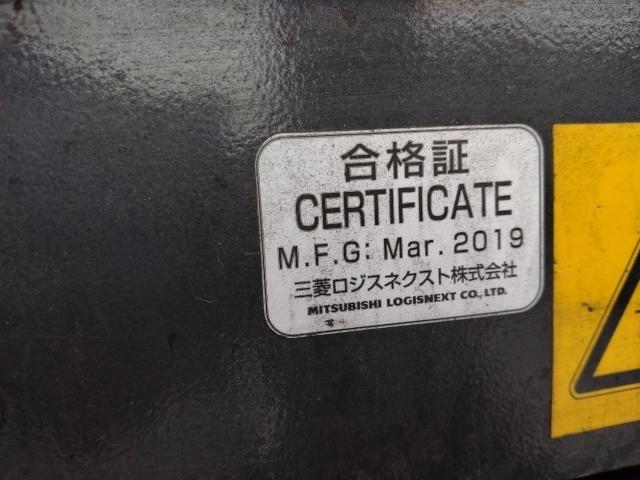 合格証
CERTIFICATE
M.F.G: Mar. 2019
三菱ロジスネクスト株式会社
MITSUBISHI LOGISNEXT CO., LTD.